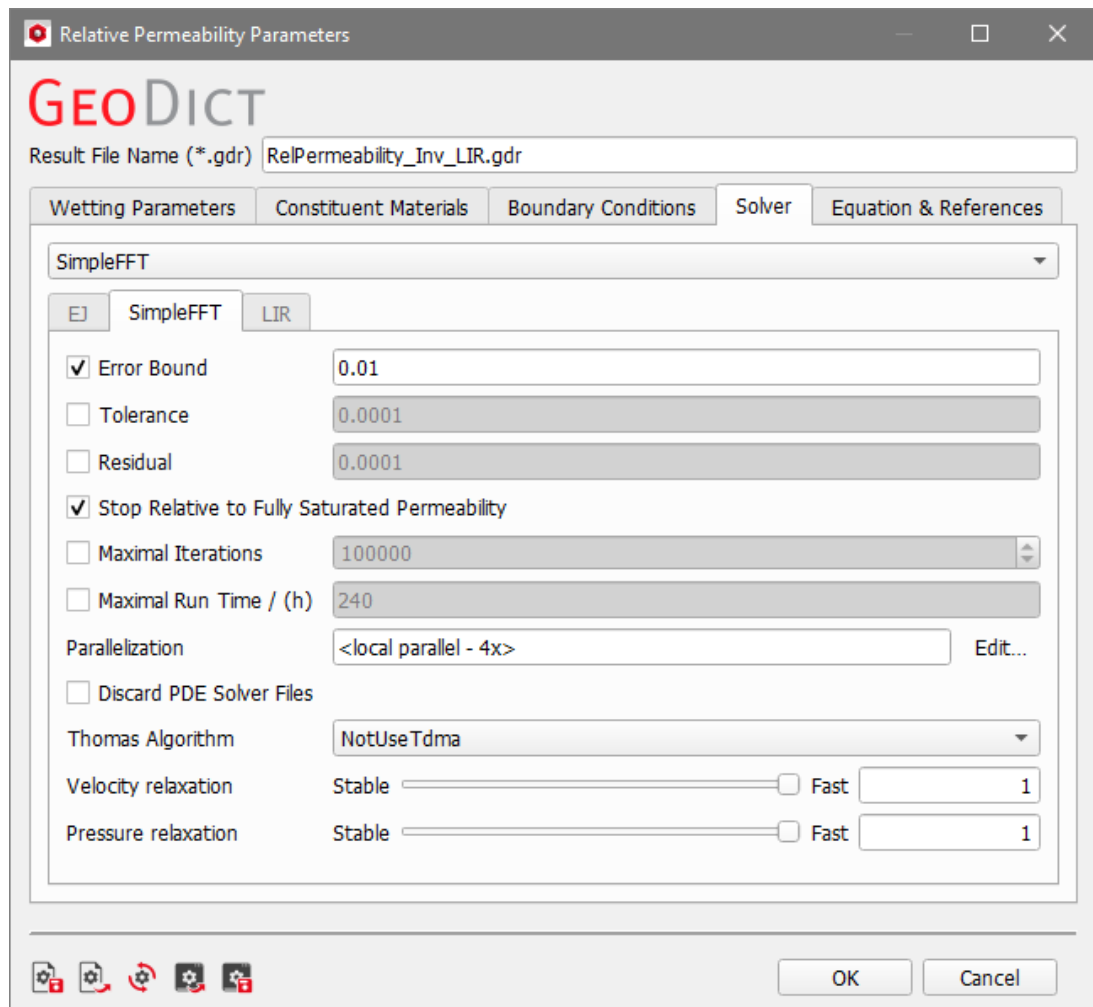 Relative Permeability Parameters
GEODICT
Result File Name (*.gdr) RelPermeability_Inv_LIR.gdr
Wetting Parameters Constituent Materials Boundary Conditions Solver Equation & References
SimpleFFT
EJ SimpleFFT LIR
Error Bound 0.01
Tolerance 0.0001
Residual 0.0001
Stop Relative to Fully Saturated Permeability
Maximal Iterations 100000
Maximal Run Time / (h) 240
Parallelization <local parallel - 4x> Edit...
Discard PDE Solver Files
Thomas Algorithm NotUseTdma
Velocity relaxation Stable Fast 1
Pressure relaxation Stable Fast 1
OK Cancel